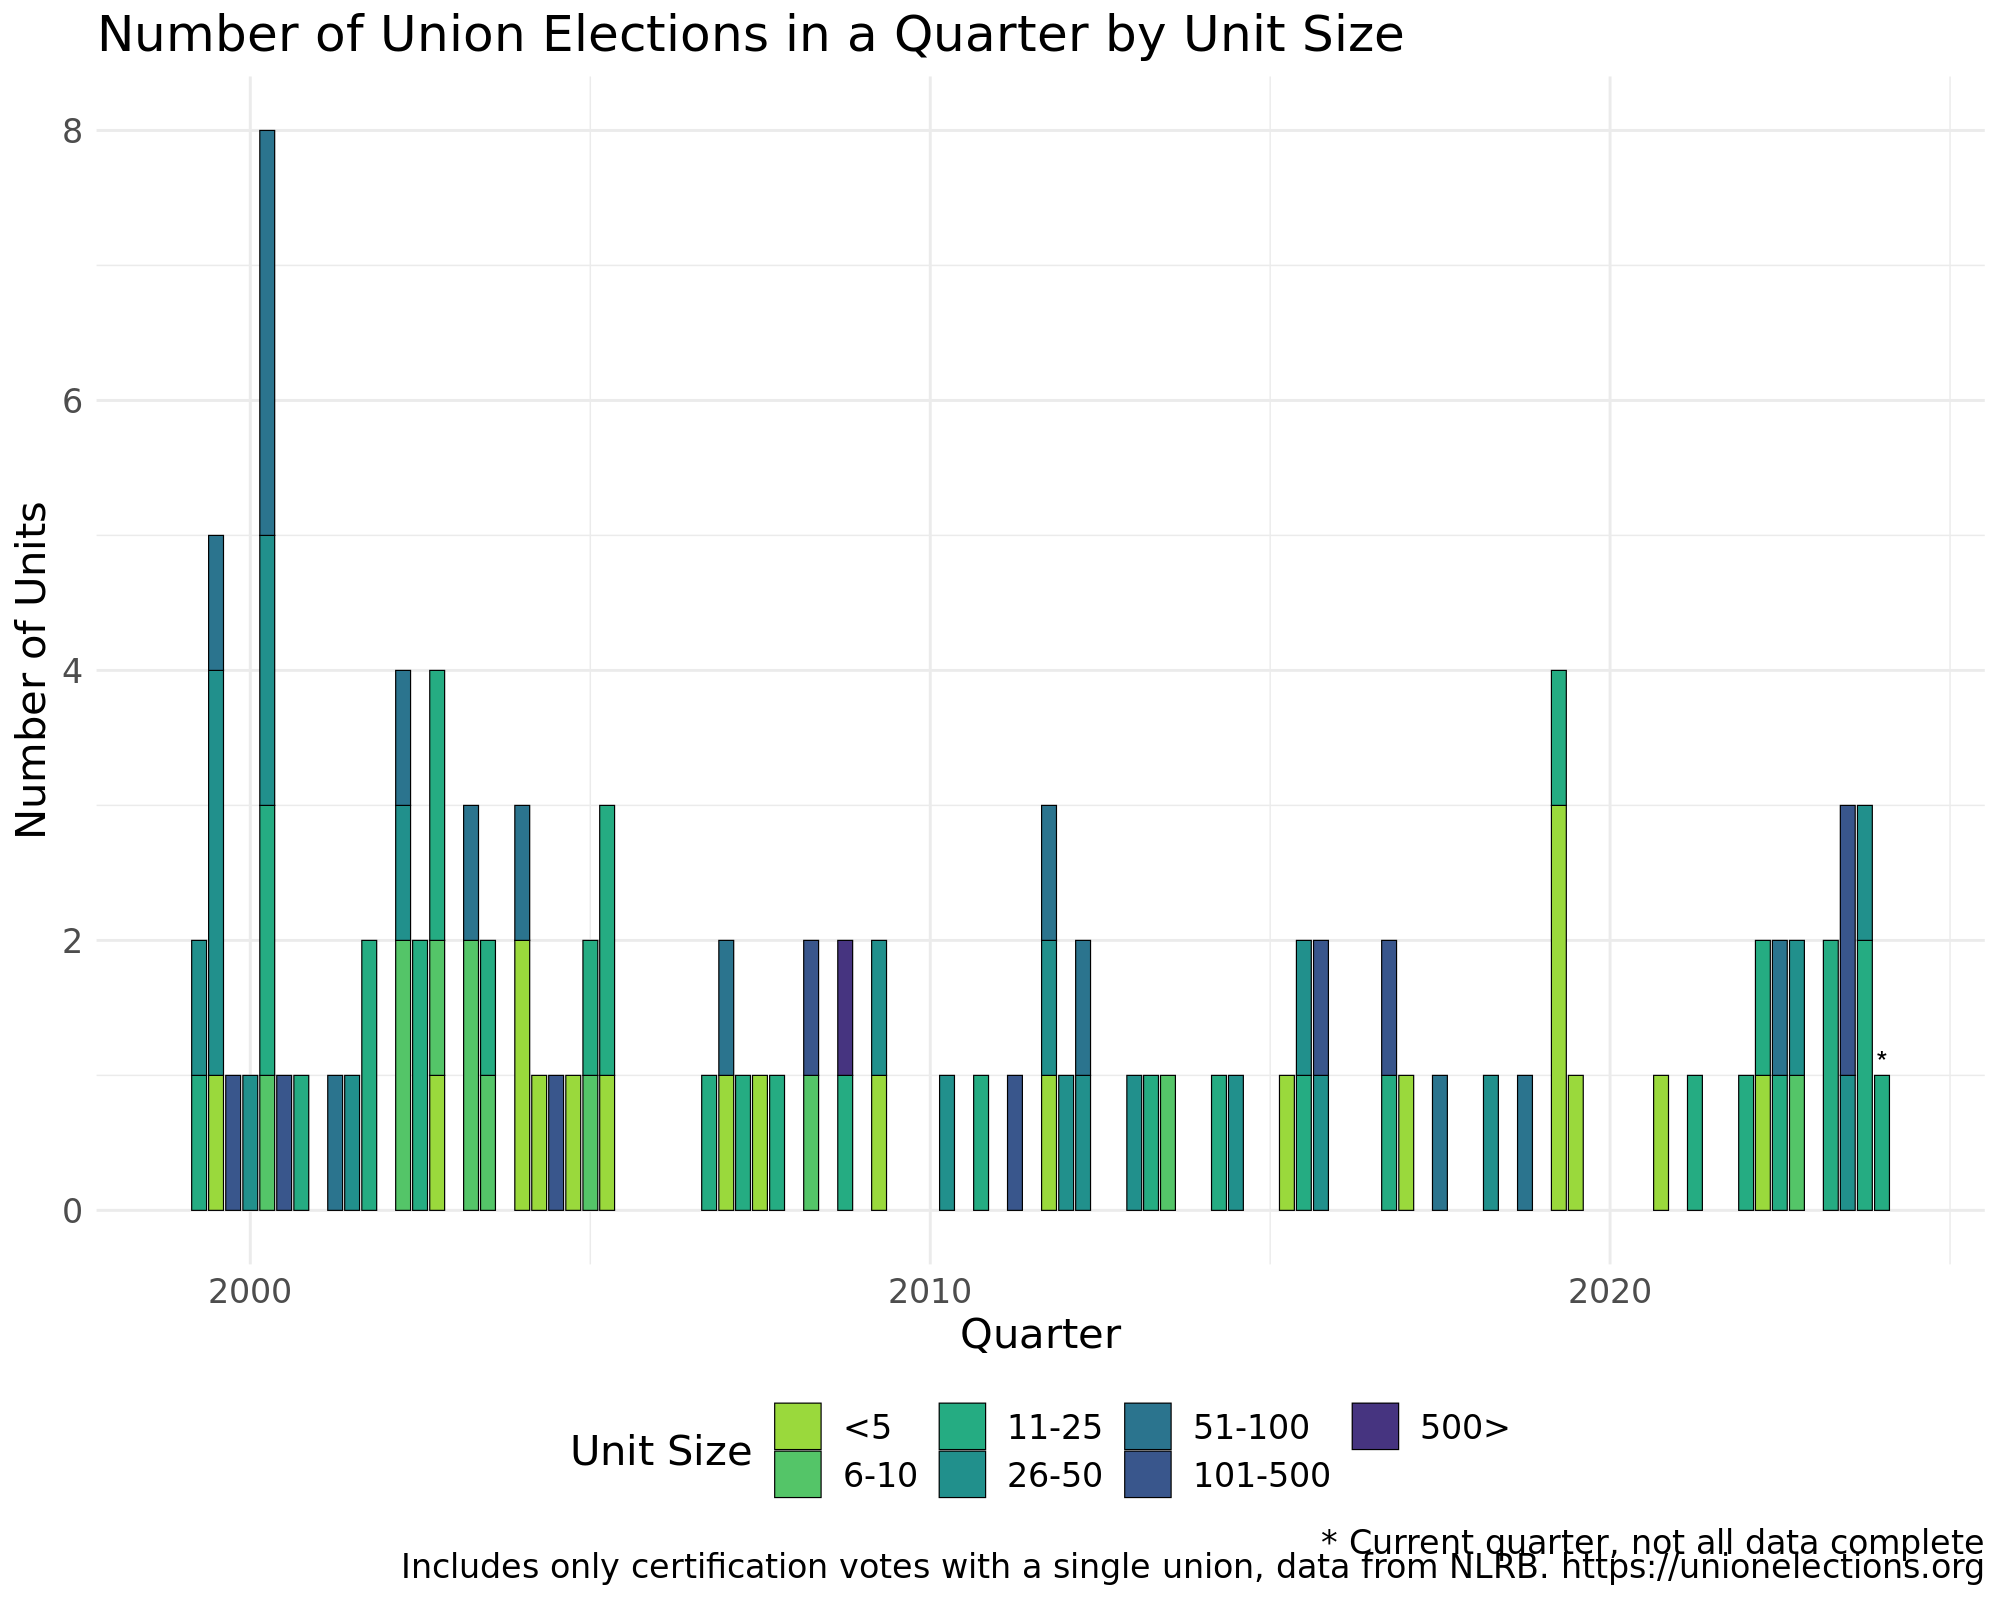 Number of Union Elections in a Quarter by Unit Size
Number of Units
8
6
4
2
0
*
2000 2010 2020
Quarter
Unit Size
<5 11-25 51-100 500>
6-10 26-50 101-500
* Current quarter, not all data complete
Includes only certification votes with a single union, data from NLRB. https://unionelections.org